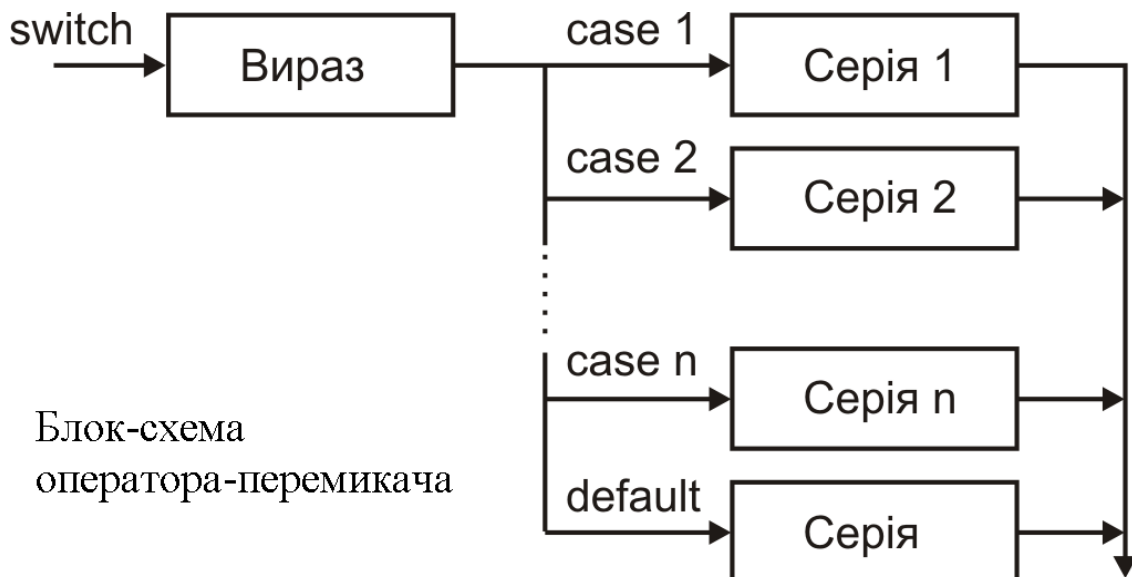 switch
Вираз
case 1
Серія 1
case 2
Серія 2
case n
Серія n
default
Серія
Блок-схема
оператора-перемикача